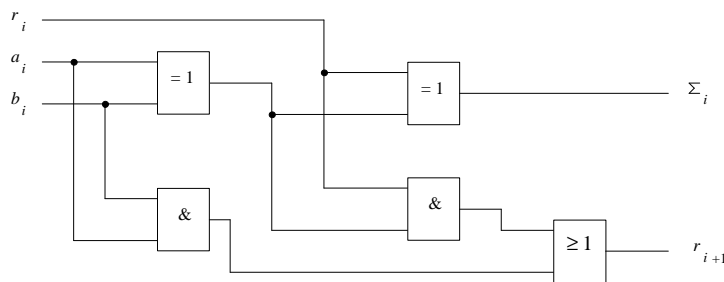 r i
a i
= 1
= 1
Σ i
b i
&
&
≥ 1
r i+1